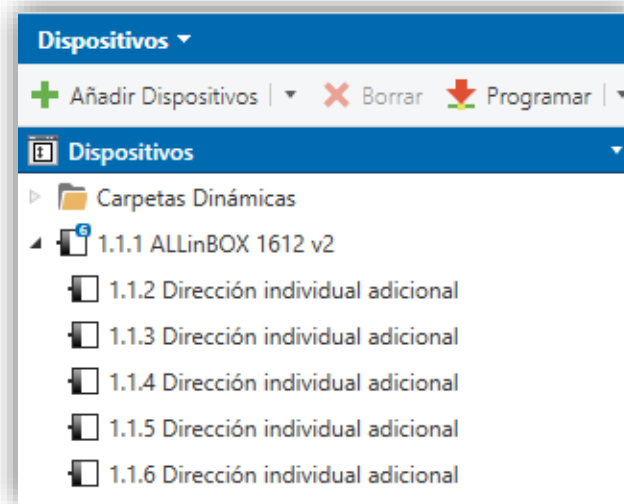 Dispositivos
Añadir Dispositivos Borrar Programar
Dispositivos
Carpetas Dinámicas
6
1.1.1 ALLinBOX 1612 v2
1.1.2 Dirección individual adicional
1.1.3 Dirección individual adicional
1.1.4 Dirección individual adicional
1.1.5 Dirección individual adicional
1.1.6 Dirección individual adicional